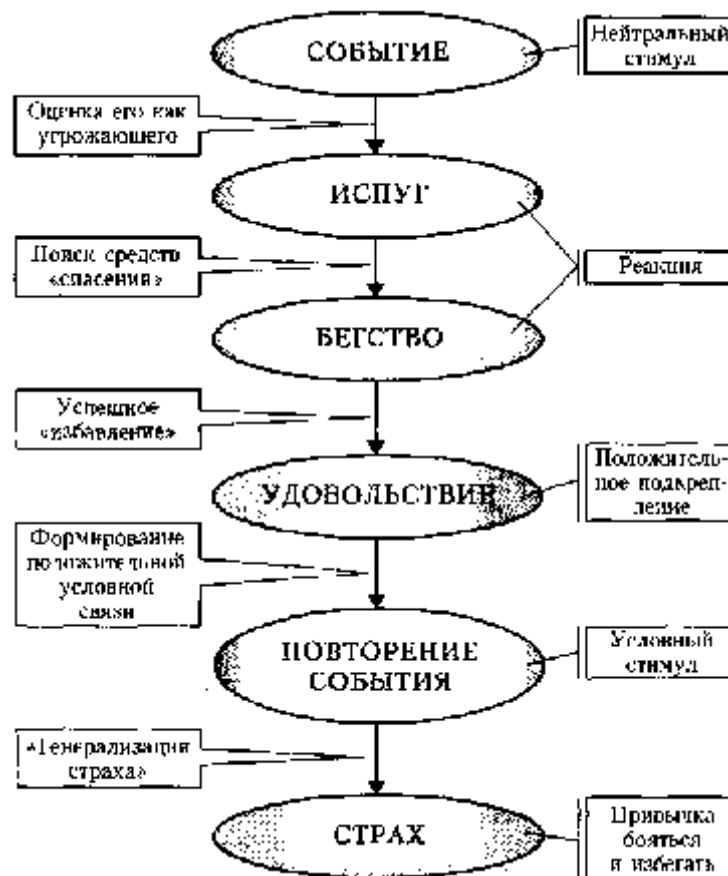 СОБЫТИЕ
Нейтральный
стимул
Оценка его как
угрожающего
ИСПУГ
Поиск средств
«спасения»
Реакция
БЕГСТВО
Успешное
«избавление»
УДОВОЛЬСТВИЕ
Положитель-
ное подкреп-
ление
Формирование
положительной
условной
связи
ПОВТОРЕНИЕ
СОБЫТИЯ
Условный
стимул
«Генерализация
страха»
СТРАХ
Привычка
бояться
и избегать